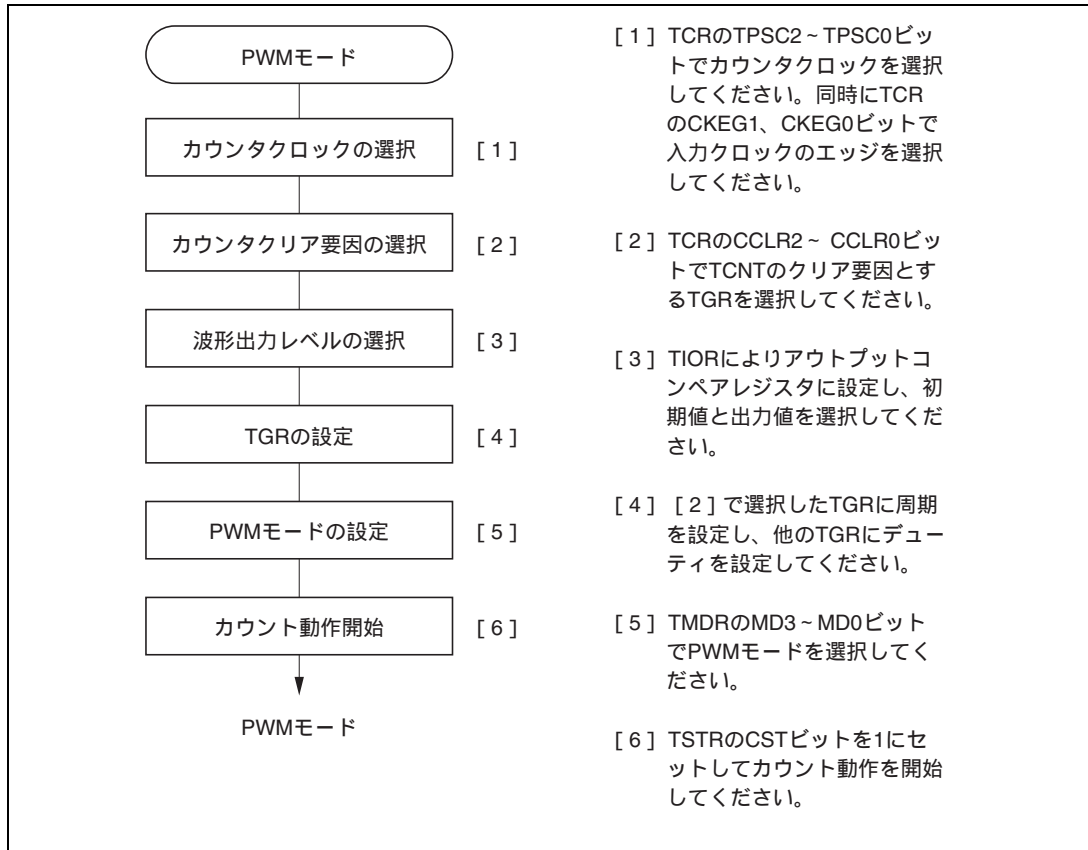 PWMモード
カウンタクロックの選択 [ 1 ]
カウンタクリア要因の選択 [ 2 ]
波形出力レベルの選択 [ 3 ]
TGRの設定 [ 4 ]
PWMモードの設定 [ 5 ]
カウント動作開始 [ 6 ]
PWMモード
[ 1 ] TCRのTPSC2~TPSC0ビッ
トでカウンタクロックを選択
してください。同時にTCR
のCKEG1、CKEG0ビットで
入力クロックのエッジを選択
してください。
[ 2 ] TCRのCCLR2~ CCLR0ビッ
トでTCNTのクリア要因とす
るTGRを選択してください。
[ 3 ] TIORによりアウトプットコ
ンペアレジスタに設定し、初
期値と出力値を選択してくだ
さい。
[ 4 ] [ 2 ] で選択したTGRに周期
を設定し、他のTGRにデュー
ティを設定してください。
[ 5 ] TMDRのMD3~MD0ビット
でPWMモードを選択してく
ださい。
[ 6 ] TSTRのCSTビットを1にセ
ットしてカウント動作を開始
してください。